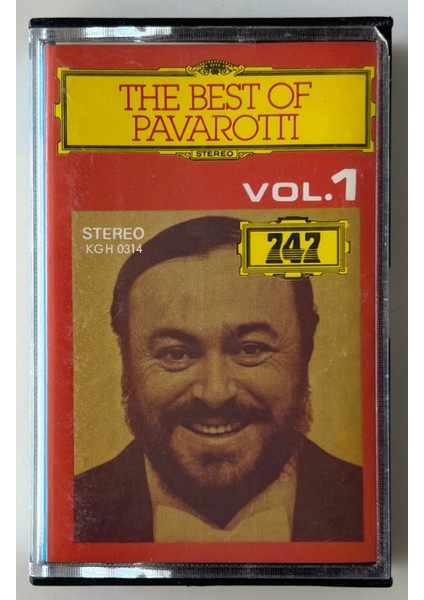 THE BEST OF
PAVAROTTI
STEREO
VOL.1
STEREO
KGH 0314
747